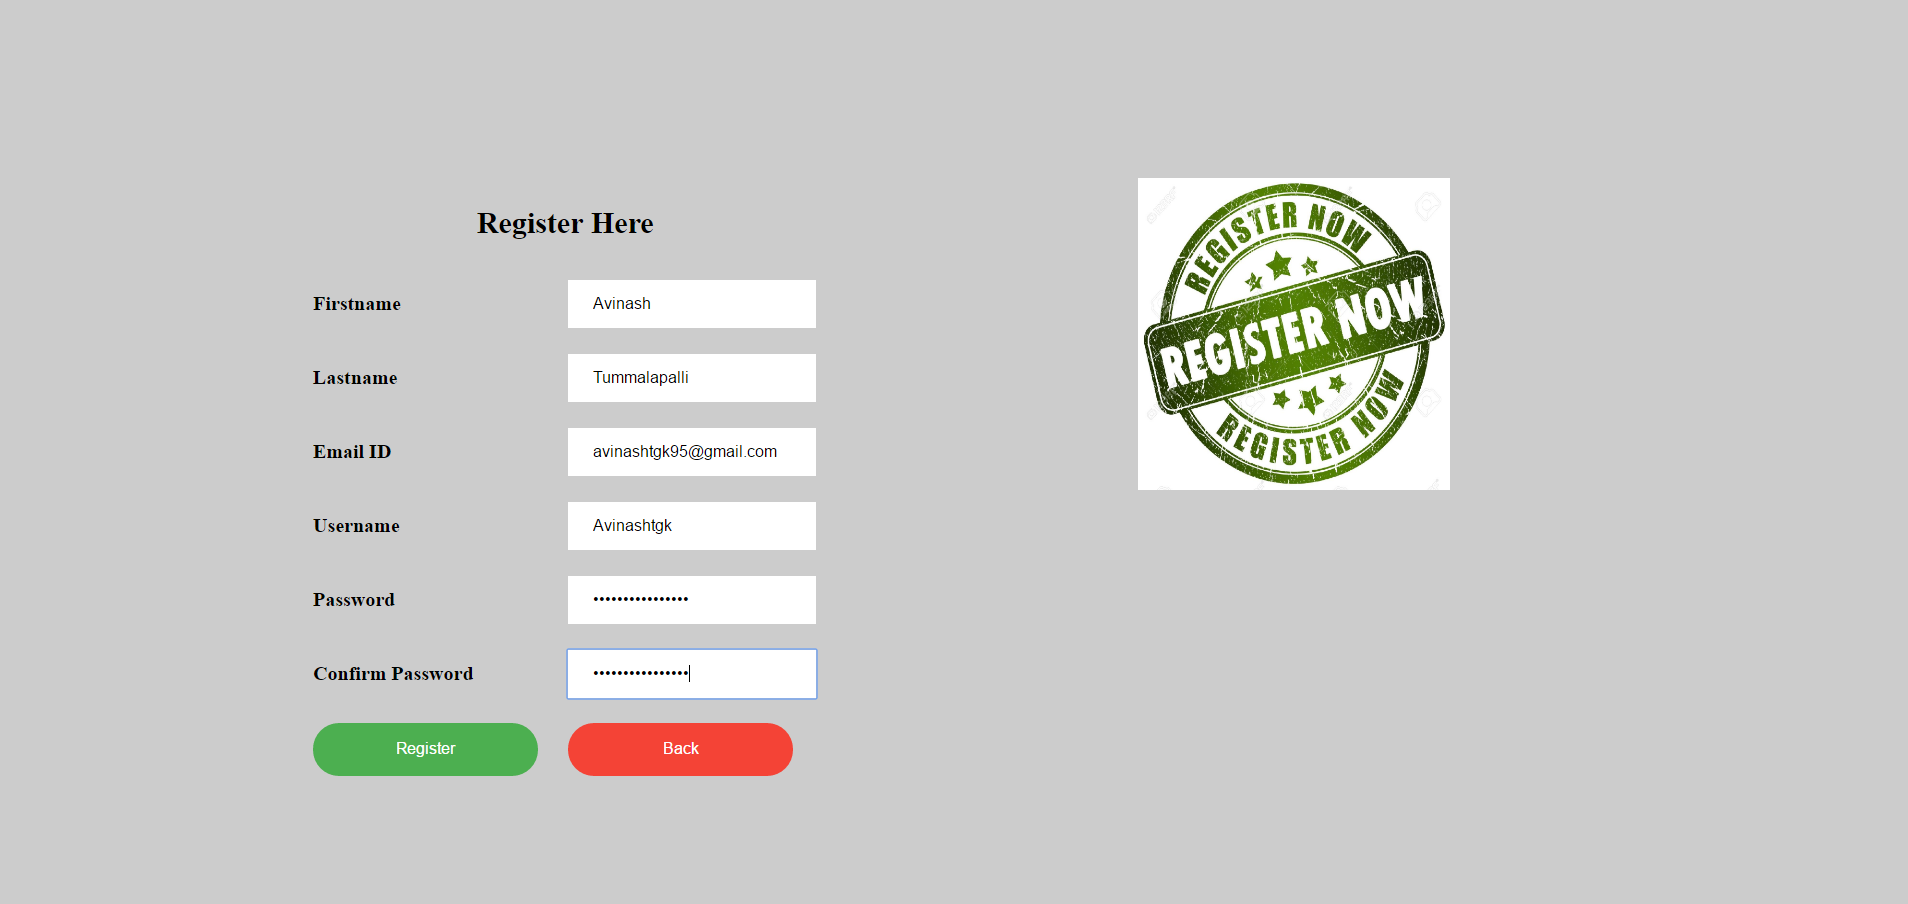 Register Here
Firstname Avinash
Lastname Tummalapalli
Email ID avinashtgk95@gmail.com
Username Avinashtgk
Password ••••••••••••••••
Confirm Password ••••••••••••••••
Register Back
REGISTER NOW
REGISTER NOW
REGISTER NOW